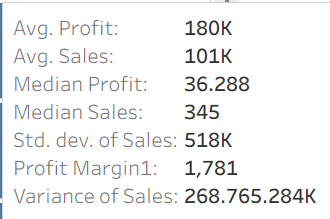 Avg. Profit: 180K
Avg. Sales: 101K
Median Profit: 36.288
Median Sales: 345
Std. dev. of Sales: 518K
Profit Margin1: 1,781
Variance of Sales: 268.765.284K